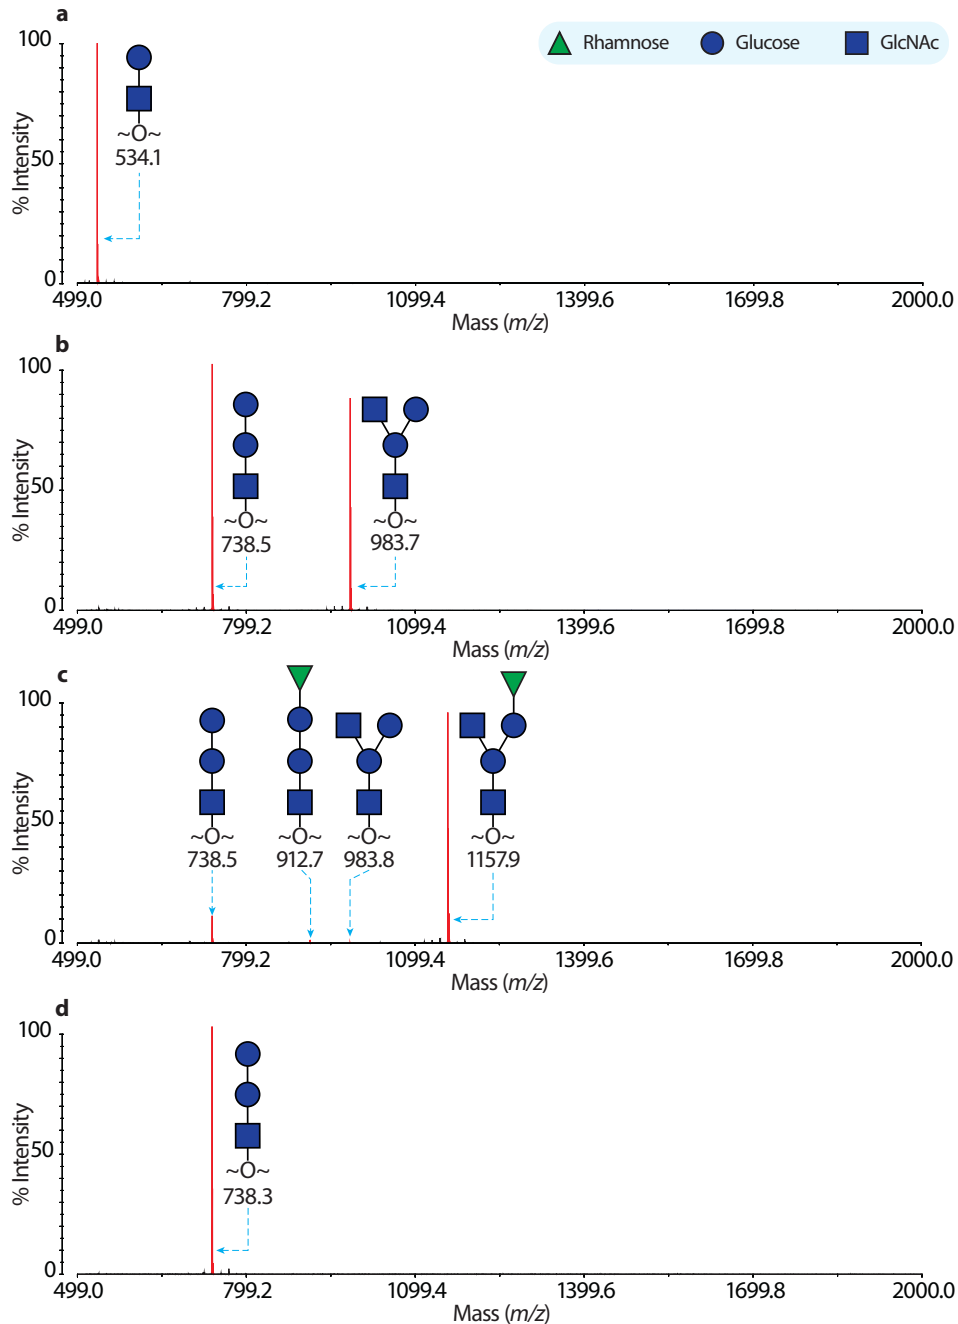 a
Rhamnose Glucose GlcNAc
100
~O~
534.1
50
0
% Intensity
499.0 799.2 1099.4 1399.6 1699.8 2000.0
Mass (m/z)
b
100
50
~O~ ~O~
738.5 983.7
0
% Intensity
499.0 799.2 1099.4 1399.6 1699.8 2000.0
Mass (m/z)
c
100
50
~O~ ~O~ ~O~ ~O~
738.5 912.7 983.8 1157.9
0
% Intensity
499.0 799.2 1099.4 1399.6 1699.8 2000.0
Mass (m/z)
d
100
50
~O~
738.3
0
% Intensity
499.0 799.2 1099.4 1399.6 1699.8 2000.0
Mass (m/z)